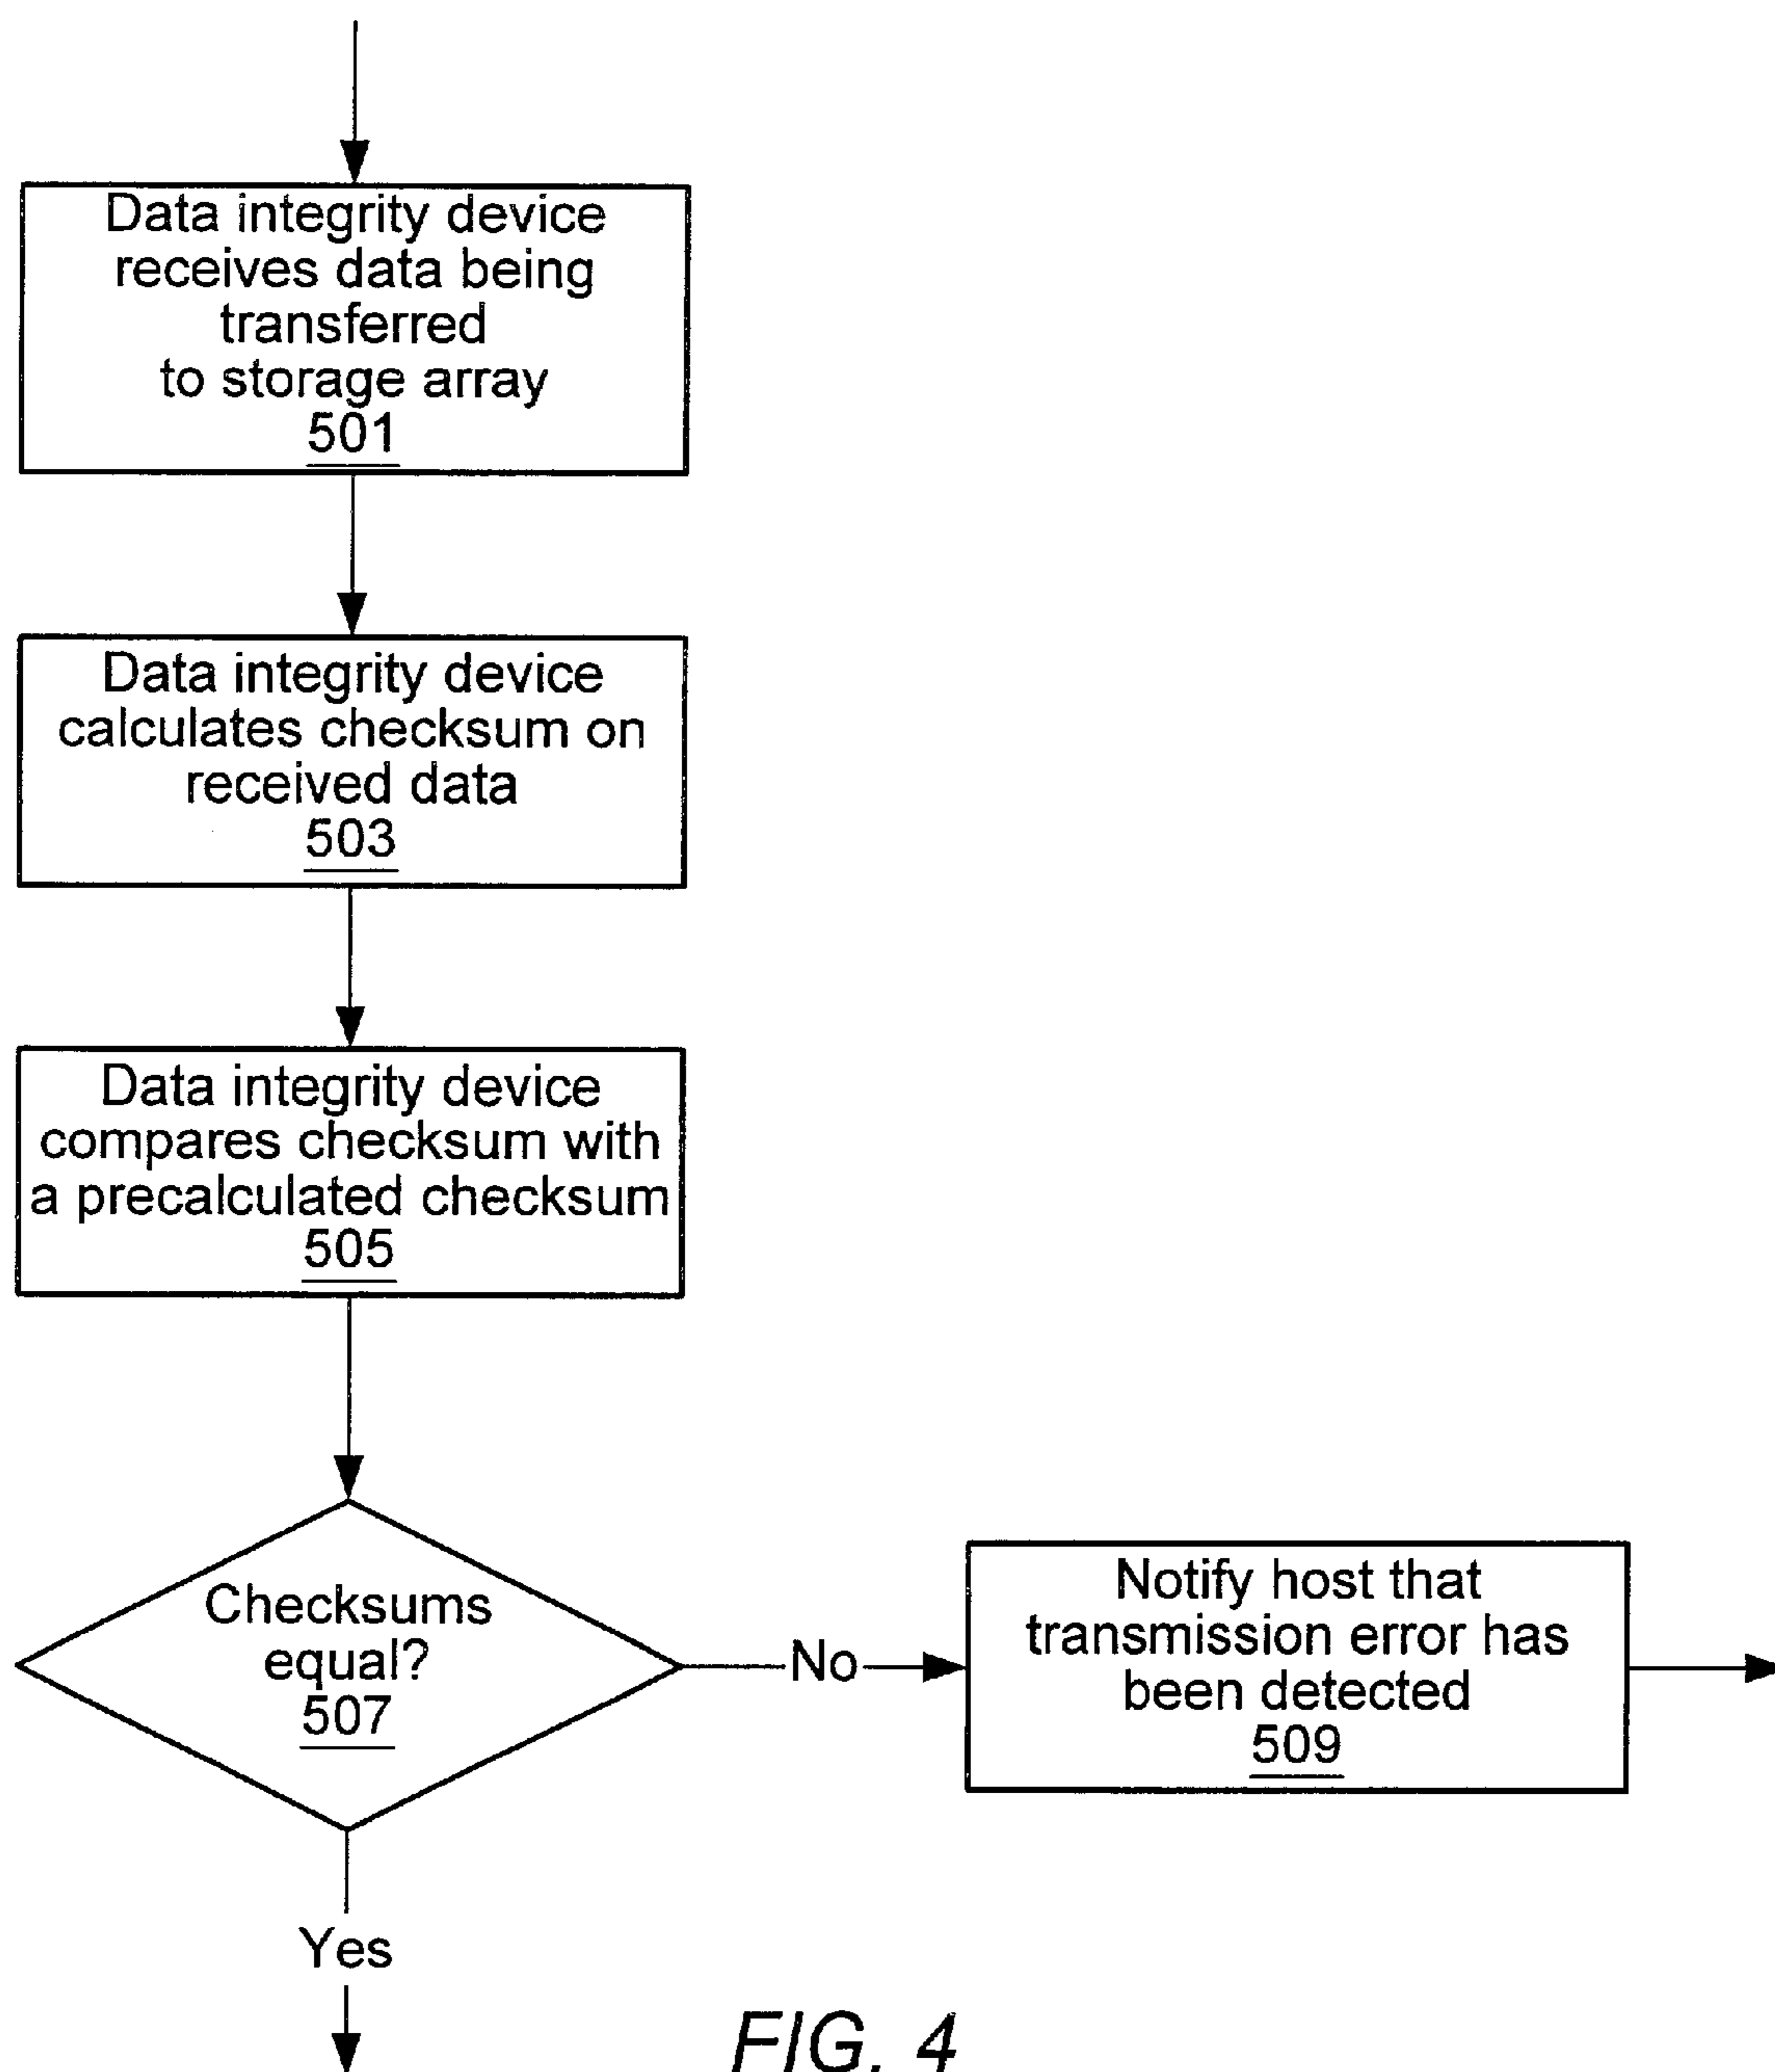 Data integrity device
receives data being
transferred
to storage array
501
Data integrity device
calculates checksum on
received data
503
Data integrity device
compares checksum with
a precalculated checksum
505
Checksums
equal?
507
No
Notify host that
transmission error has
been detected
509
Yes
FIG. 4